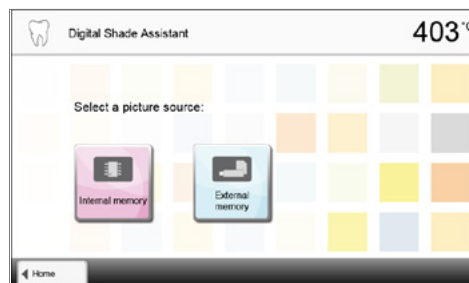 Digital Shade Assistant
403 °C
Select a picture source:
Internal memory
External
memory
Home